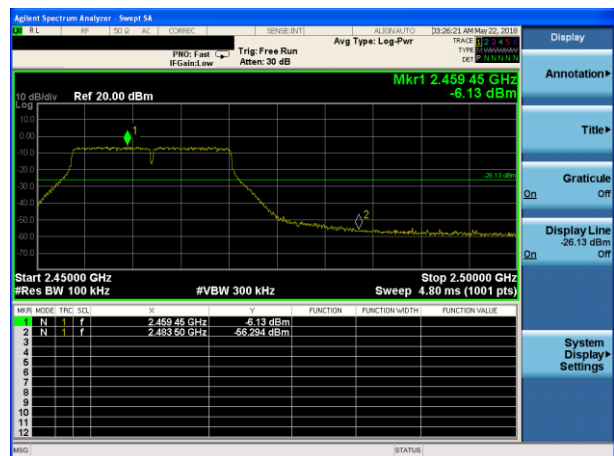 Agilent Spectrum Analyzer - Swept SA
RL RF 50 Ω AC CORREC SENSE:INT ALIGNAUTO 03:26:21 AM May 22, 2018
Avg Type: Log-Pwr
TRACE 1 2 3 4 5 6
TYPE M
DET P N N N N N
PNO: Fast
IFGain:Low
Trig: Free Run
Atten: 30 dB
Display
Mkr1 2.459 45 GHz
-6.13 dBm
10 dB/div
Log
Ref 20.00 dBm
10.0
0.00
-10.0
-20.0
-30.0
-40.0
-50.0
-60.0
-70.0
1
2
-26.13 dBm
Start 2.45000 GHz
Stop 2.50000 GHz
#Res BW 100 kHz
#VBW 300 kHz
Sweep 4.80 ms (1001 pts)
MKR MODE TRC SCL X Y FUNCTION FUNCTION WIDTH FUNCTION VALUE
1 N 1 f 2.459 45 GHz -6.13 dBm
2 N 1 f 2.483 50 GHz -56.294 dBm
3
4
5
6
7
8
9
10
11
12
Annotation
Title
Graticule
On Off
Display Line
-26.13 dBm
On Off
System
Display
Settings
MSG STATUS